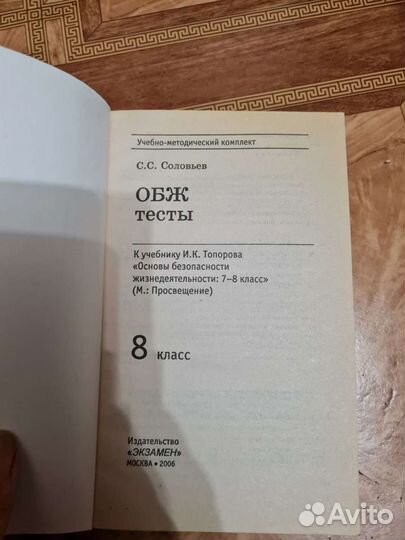 Учебно-методический комплект
С.С. Соловьев
ОБЖ
тесты
К учебнику И.К. Топорова
«Основы безопасности
жизнедеятельности: 7–8 класс»
(М.: Просвещение)
8 класс
Издательство
«ЭКЗАМЕН»
МОСКВА • 2006
Avito